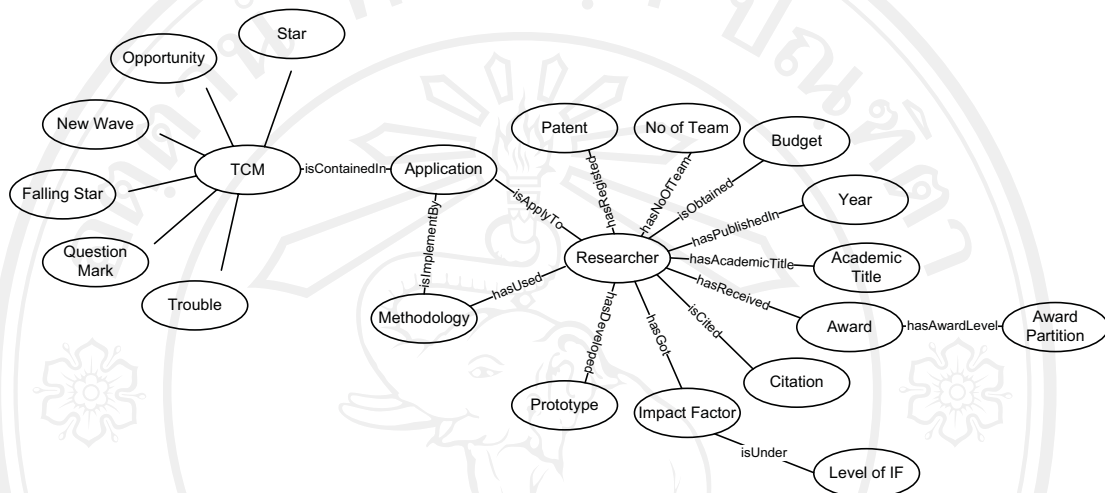 Star
Opportunity
New Wave
TCM
Falling Star
Question
Mark
Trouble
isContainedIn
Application
isImplementBy
isApplyTo
Methodology
hasUsed
Researcher
Patent
hasRegisted
No of Team
hasNoOfTeam
Budget
isObtained
Year
hasPublishedIn
Academic
Title
hasAcademicTitle
hasReceived
Award
hasAwardLevel
Award
Partition
isCited
Citation
hasGot
Impact Factor
isUnder
Level of IF
hasDeveloped
Prototype